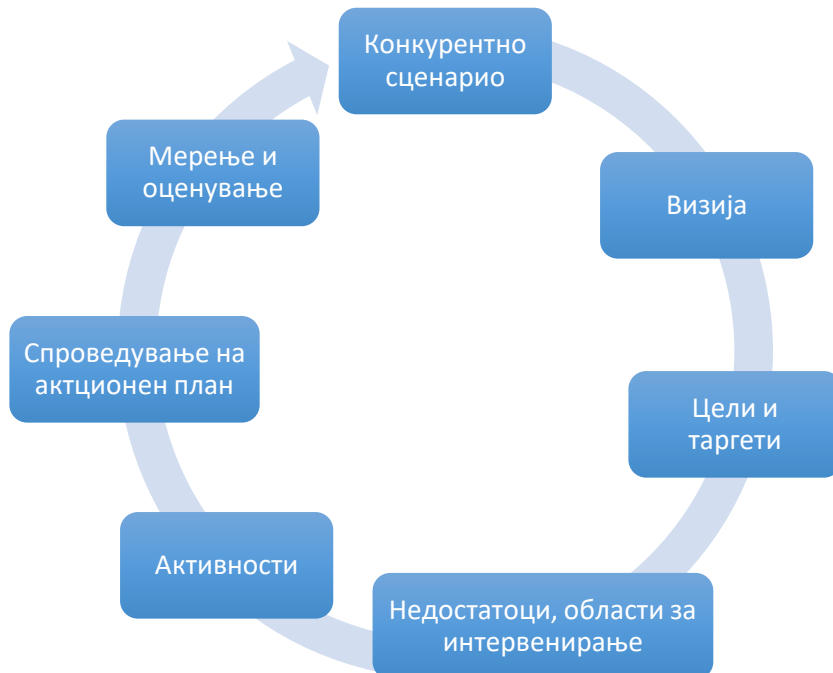 Конкурентно
сценарио
Визија
Цели и
таргети
Недостатоци, области за
интервенирање
Активности
Спроведување на
актционен план
Мерење и
оценување